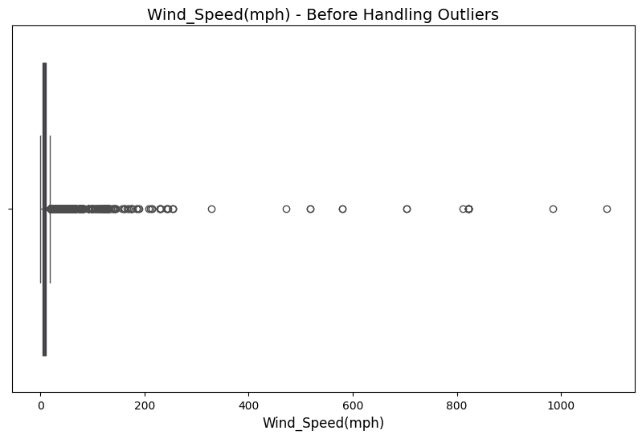 Wind_Speed(mph) - Before Handling Outliers
0 200 400 600 800 1000
Wind_Speed(mph)